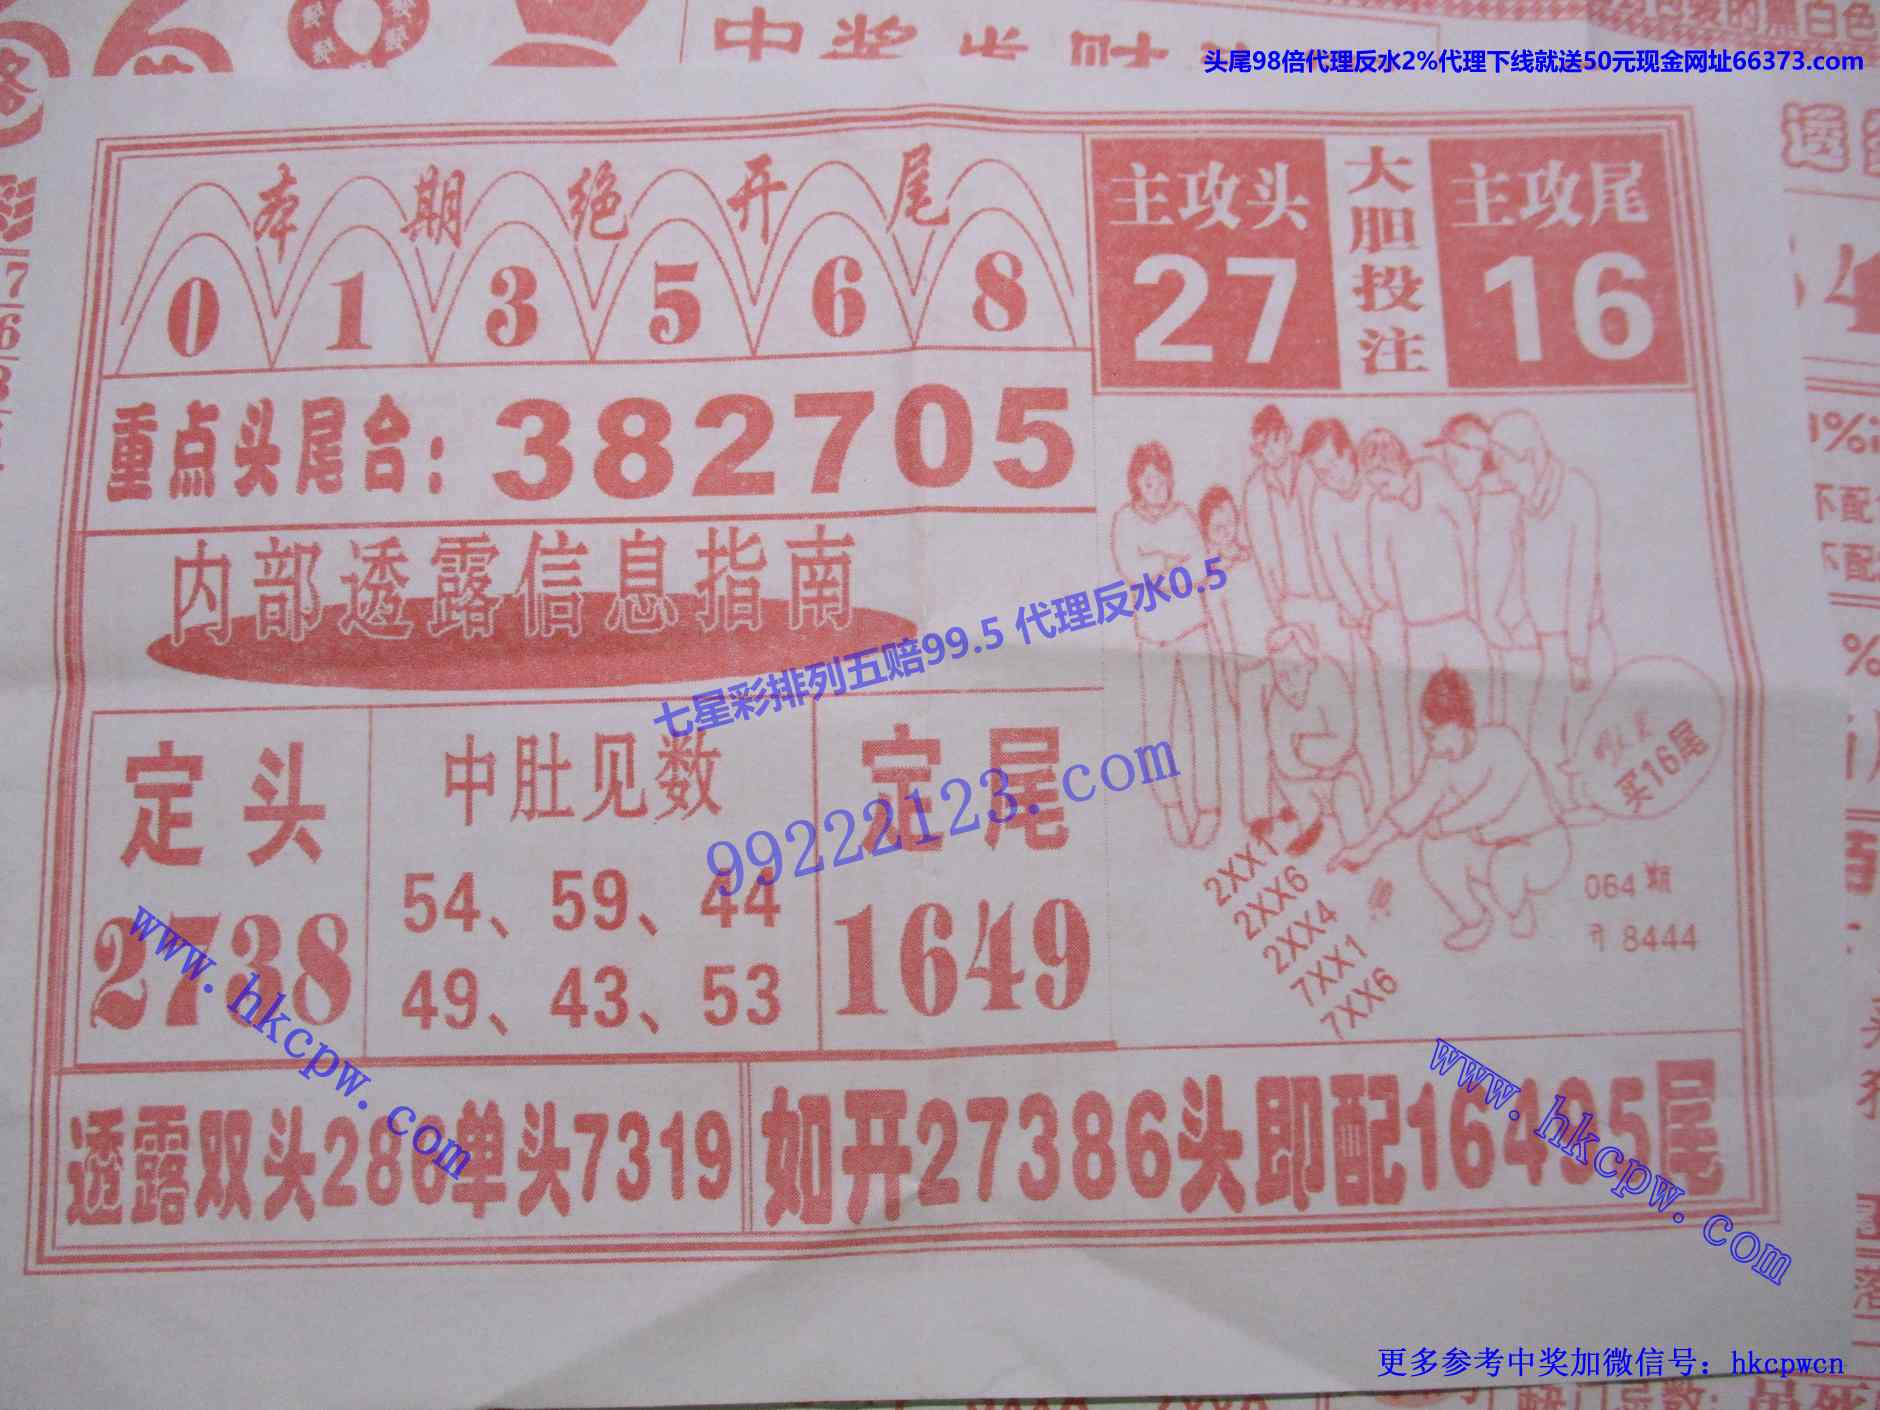 头尾98倍代理反水2%代理下线就送50元现金网址66373.com
中奖
本期绝开尾
0 1 3 5 6 8
主攻头
27
大胆投注
主攻尾
16
重点头尾台:382705
内部透露信息指南
七星彩排列五赔99.5 代理反水0.5
99222123.com
定头
2738
中肚见数
54、59、44
49、43、53
定尾
1649
买16尾
2XX1
2XX6
2XX4
7XX1
7XX6
064期
8444
www.hkcpw.com
www.hkcpw.com
透露双头286单头7319
如开27386头即配16495尾
更多参考中奖加微信号:hkcpwcn